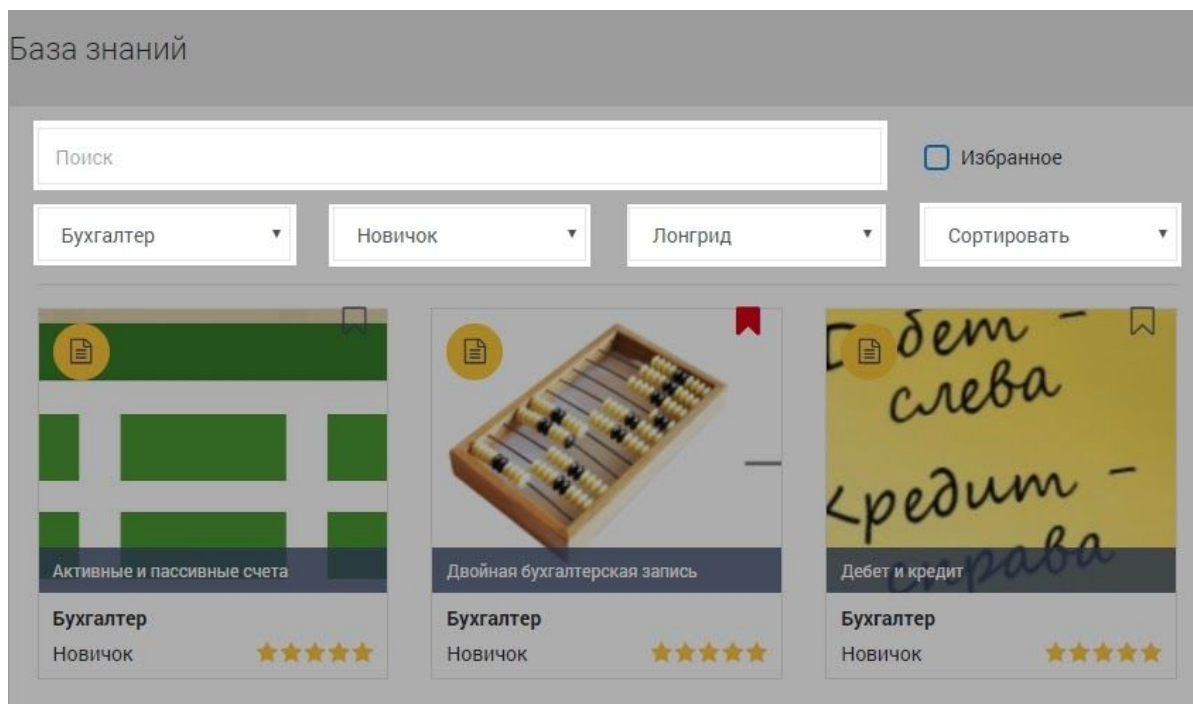 База знаний
Поиск
Избранное
Бухгалтер
Новичок
Лонгрид
Сортировать
Дебет -
слева
Кредит -
справа
Активные и пассивные счета
Двойная бухгалтерская запись
Дебет и кредит
Бухгалтер
Бухгалтер
Бухгалтер
Новичок
Новичок
Новичок